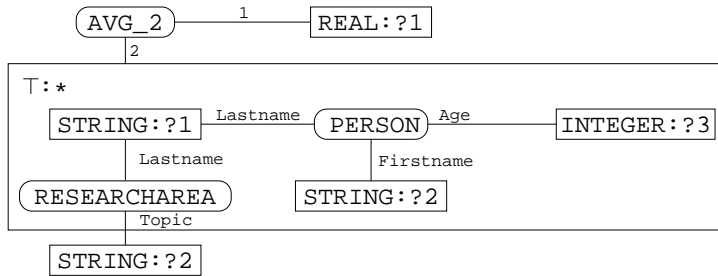 AVG_2 1 REAL:?1
2
⊤:*
STRING:?1 Lastname PERSON Age INTEGER:?3
Lastname Firstname
RESEARCHAREA STRING:?2
Topic
STRING:?2